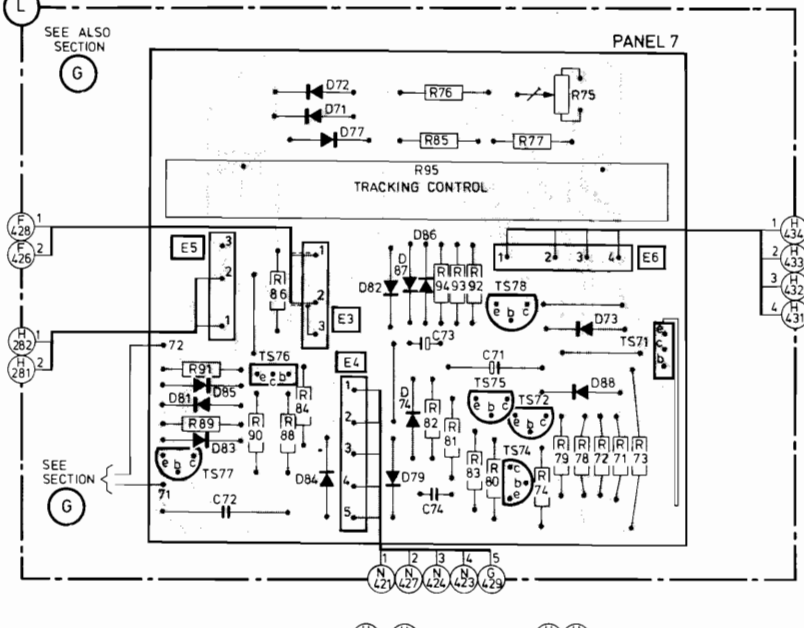 L
SEE ALSO
SECTION
G
PANEL 7
D72
R76
R75
D71
D77
R85
R77
R95
TRACKING CONTROL
F 428 1
F 426 2
H 282 1
H 281 2
1 H 434
2 H 433
3 H 432
4 H 431
E5
3
2
1
R 86
1
2
3
E3
D86
D 87
D82
R 94
R 93
R 92
1 2 3 4
E6
TS78
e b c
D73
TS71
e c b
C73
72
R91
D85
D81
R89
D83
TS76
e c b
R 84
R 90
R 88
E4
1
2
3
4
5
C71
TS75
e b c
TS72
e b c
D88
D 74
R 82
R 81
R 83
R 80
TS74
c b e
R 74
R 79
R 78
R 72
R 71
R 73
SEE
SECTION
G
e b c
TS77
71
C72
D84
D79
C74
1 2 3 4 5
N 421
N 427
N 424
N 423
G 429